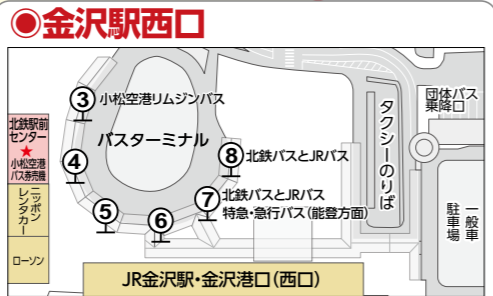 ◉金沢駅西口
③ 小松空港リムジンバス
バスターミナル
北鉄駅前
センター
★
小松空港
バス券売機
④
ニッポン
レンタカー
ローソン
⑤
⑥
⑦ 北鉄バスとJRバス
特急・急行バス(能登方面)
⑧ 北鉄バスとJRバス
タクシーのりば
団体バス
乗降口
一般車
駐車場
JR金沢駅・金沢港口(西口)